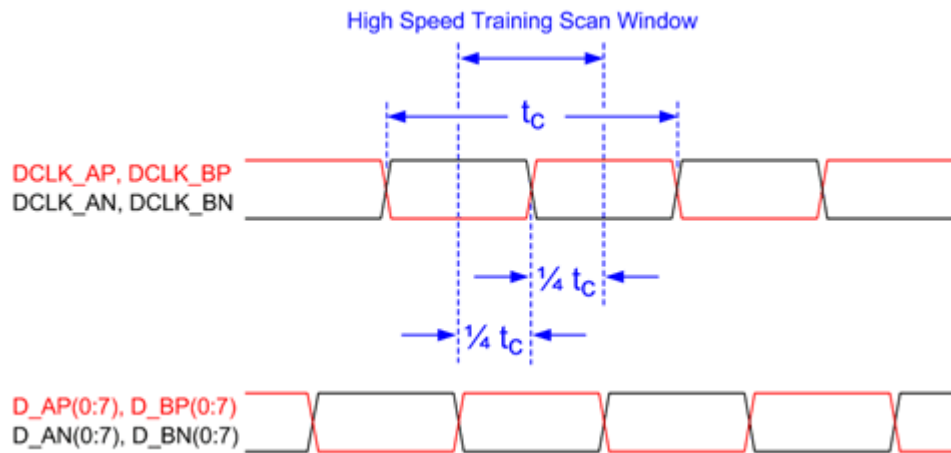 High Speed Training Scan Window
tc
DCLK_AP, DCLK_BP
DCLK_AN, DCLK_BN
¼ tc
¼ tc
D_AP(0:7), D_BP(0:7)
D_AN(0:7), D_BN(0:7)